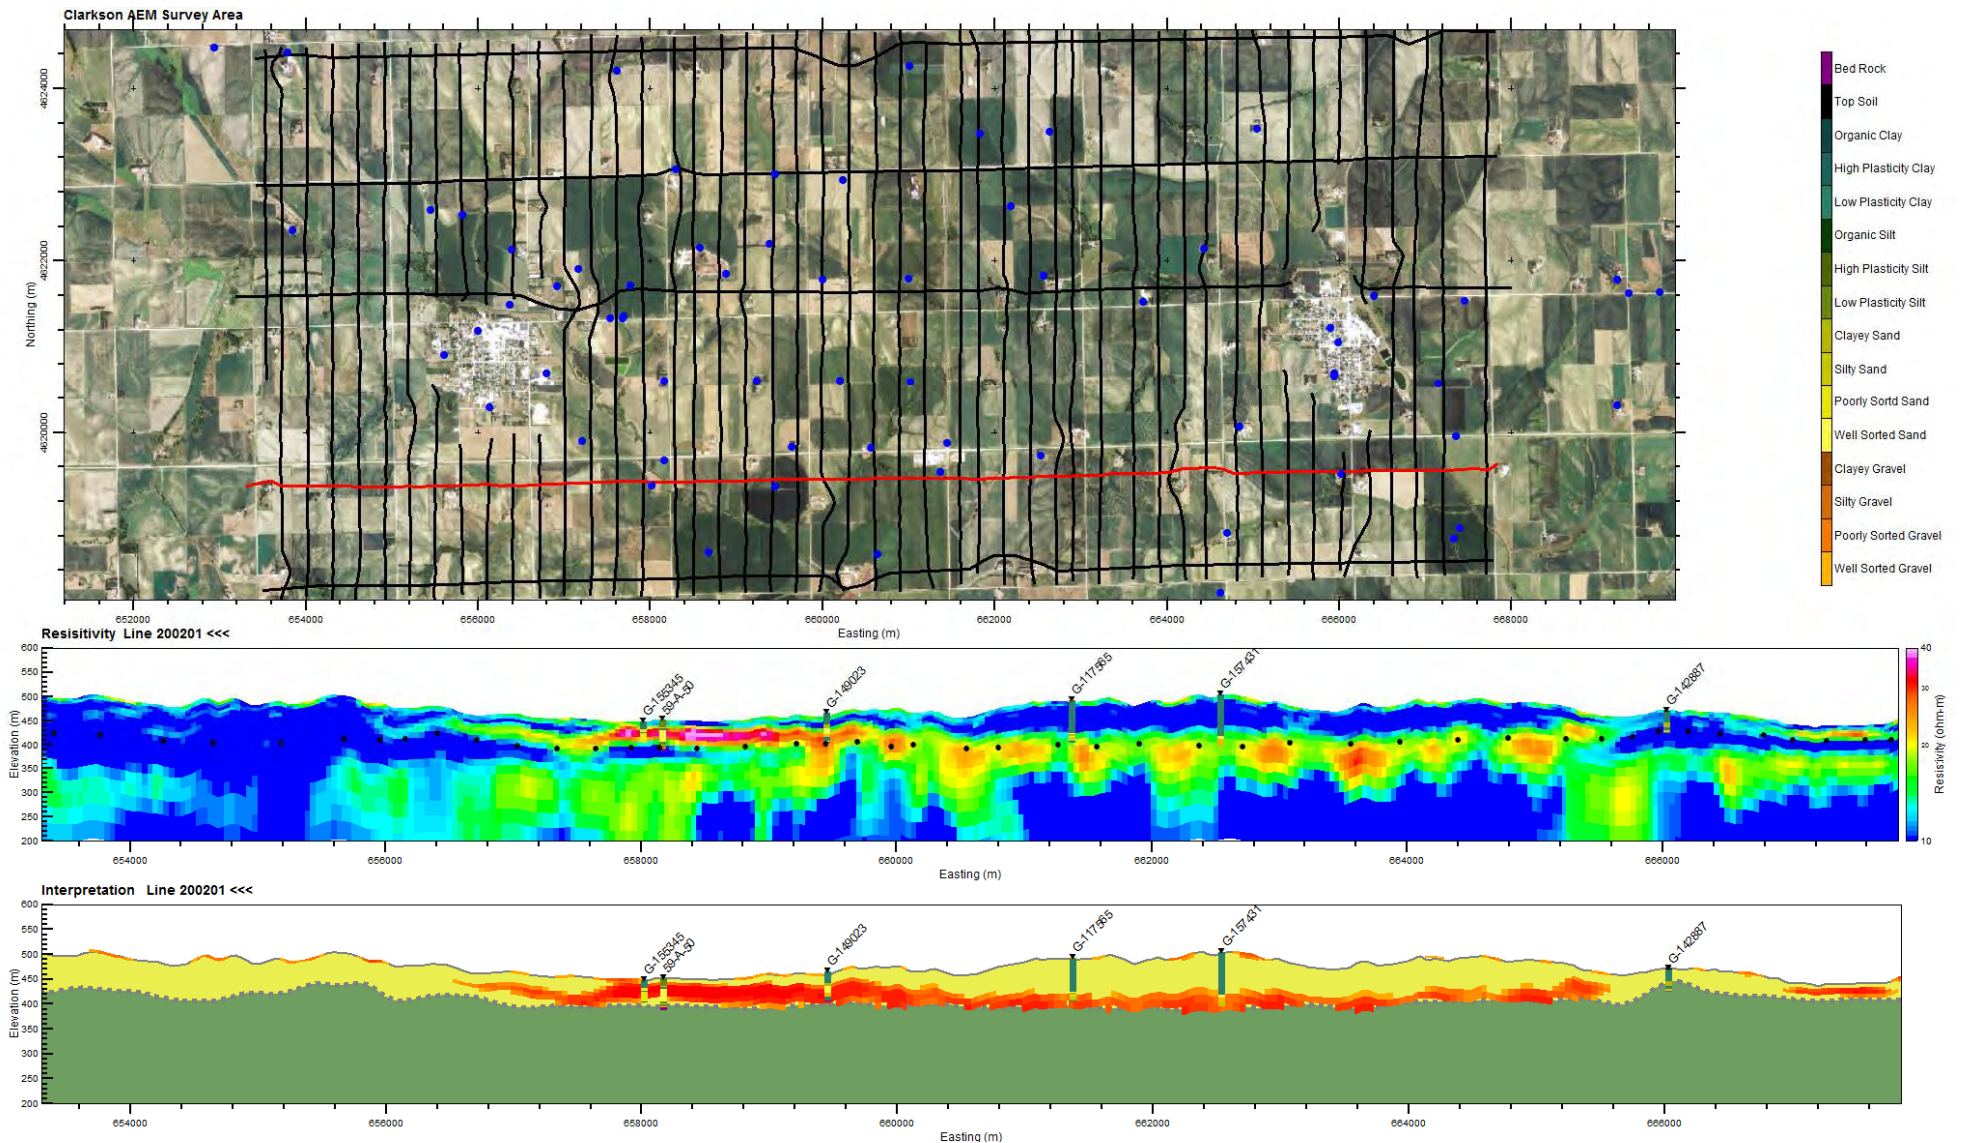 Clarkson AEM Survey Area
4624000
4622000
4620000
Northing (m)
652000 654000 656000 658000 660000 662000 664000 666000 668000
Easting (m)
Bed Rock
Top Soil
Organic Clay
High Plasticity Clay
Low Plasticity Clay
Organic Silt
High Plasticity Silt
Low Plasticity Silt
Clayey Sand
Silty Sand
Poorly Sortd Sand
Well Sorted Sand
Clayey Gravel
Silty Gravel
Poorly Sorted Gravel
Well Sorted Gravel
Resisitivity Line 200201 <<<
600
550
500
450
400
350
300
250
200
Elevation (m)
G-155345
59-A-50
G-149023
G-117565
G-157431
G-142887
654000 656000 658000 660000 662000 664000 666000
Easting (m)
40
30
20
10
Resistivity (ohm-m)
Interpretation Line 200201 <<<
600
550
500
450
400
350
300
250
200
Elevation (m)
G-155345
59-A-50
G-149023
G-117565
G-157431
G-142887
654000 656000 658000 660000 662000 664000 666000
Easting (m)